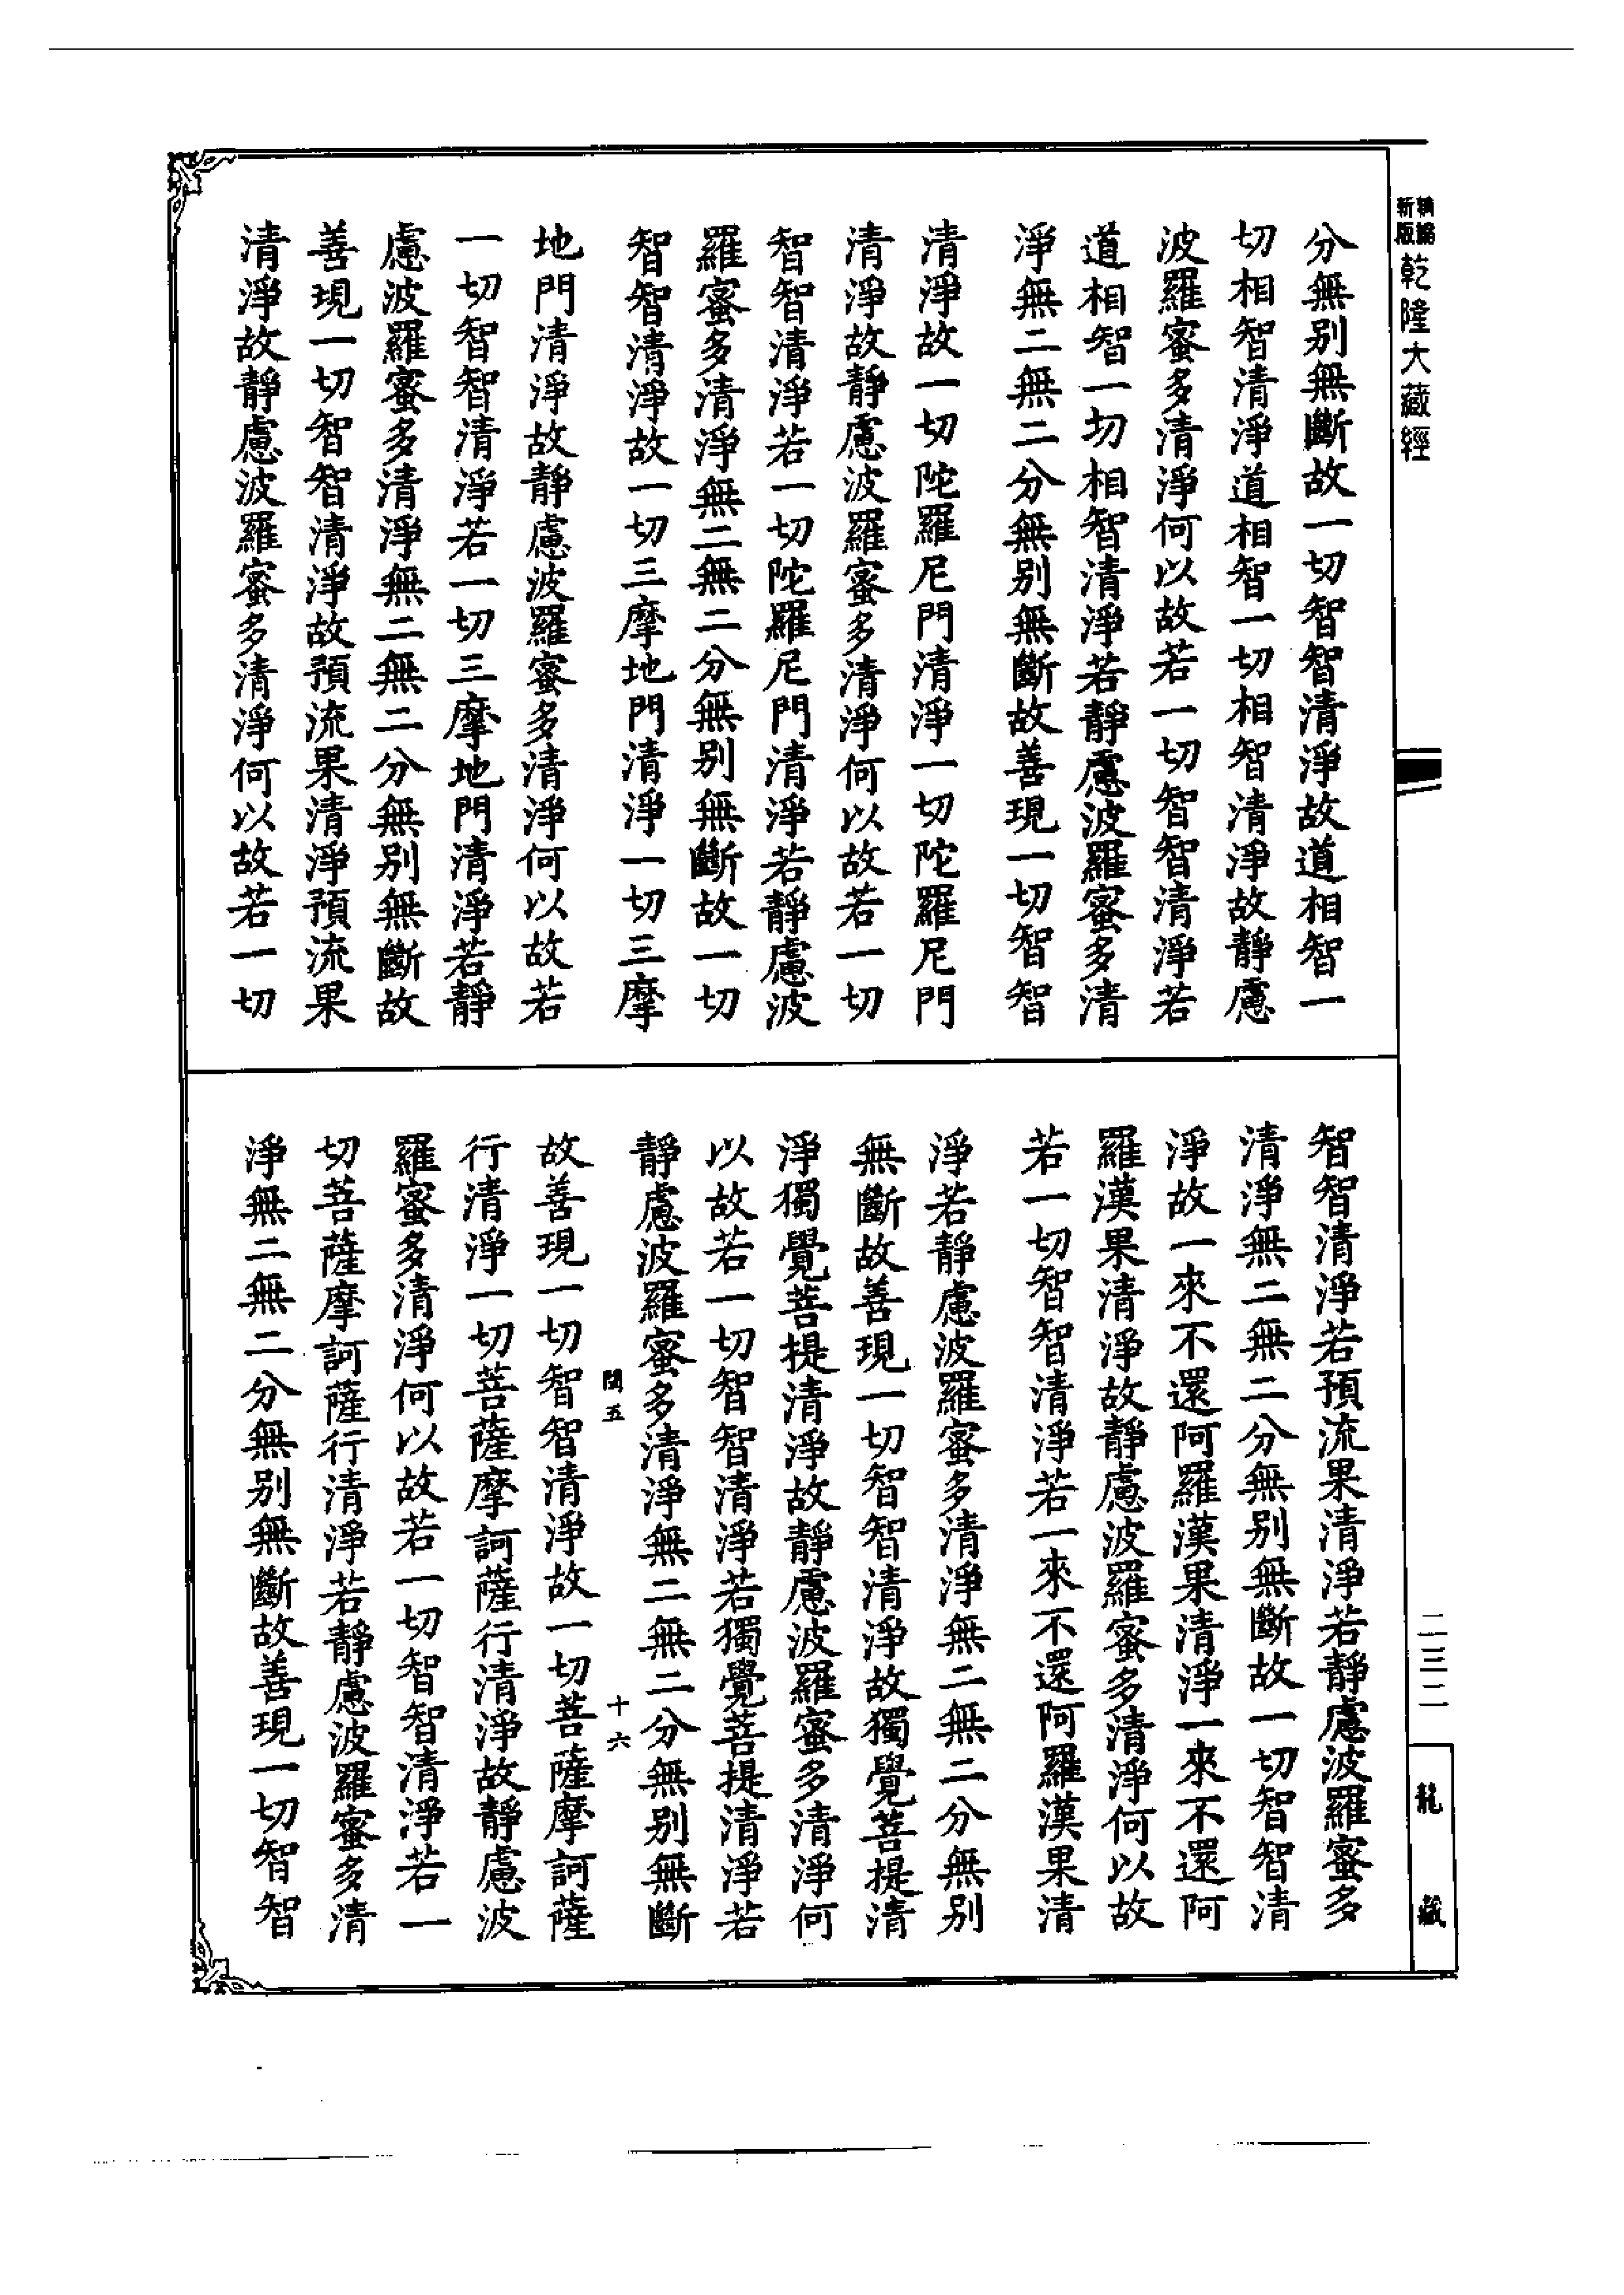 新編
新版
乾隆大藏經
分無别無斷故一切智智清淨故道相智一
切相智清淨道相智一切相智清淨故靜慮
波羅蜜多清淨何以故若一切智智清淨若
道相智一切相智清淨若靜慮波羅蜜多清
淨無二無二分無别無斷故善現一切智智
清淨故一切陀羅尼門清淨一切陀羅尼門
清淨故靜慮波羅蜜多清淨何以故若一切
智智清淨若一切陀羅尼門清淨若靜慮波
羅蜜多清淨無二無二分無别無斷故一切
智智清淨故一切三摩地門清淨一切三摩
地門清淨故靜慮波羅蜜多清淨何以故若
一切智智清淨若一切三摩地門清淨若靜
慮波羅蜜多清淨無二無二分無别無斷故
善現一切智智清淨故預流果清淨預流果
清淨故靜慮波羅蜜多清淨何以故若一切
智智清淨若預流果清淨若靜慮波羅蜜多
清淨無二無二分無别無斷故一切智智清
淨故一來不還阿羅漢果清淨一來不還阿
羅漢果清淨故靜慮波羅蜜多清淨何以故
若一切智智清淨若一來不還阿羅漢果清
淨若靜慮波羅蜜多清淨無二無二分無别
無斷故善現一切智智清淨故獨覺菩提清
淨獨覺菩提清淨故靜慮波羅蜜多清淨何
以故若一切智智清淨若獨覺菩提清淨若
靜慮波羅蜜多清淨無二無二分無别無斷
閏五
十六
故善現一切智智清淨故一切菩薩摩訶薩
行清淨一切菩薩摩訶薩行清淨故靜慮波
羅蜜多清淨何以故若一切智智清淨若一
切菩薩摩訶薩行清淨若靜慮波羅蜜多清
淨無二無二分無别無斷故善現一切智智
二三二
龍藏